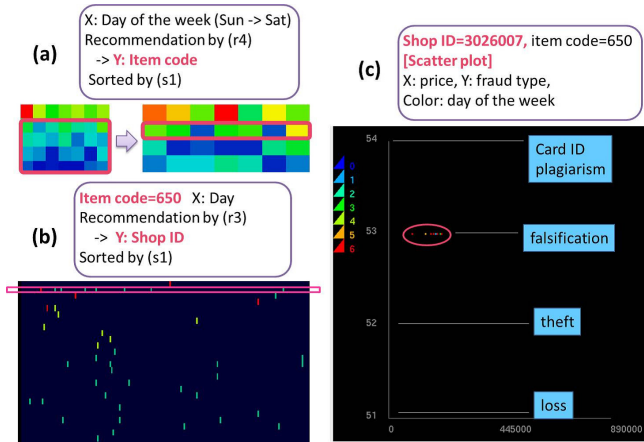 (a)
X: Day of the week (Sun -> Sat)
Recommendation by (r4)
-> Y: Item code
Sorted by (s1)
(b)
Item code=650 X: Day
Recommendation by (r3)
-> Y: Shop ID
Sorted by (s1)
(c)
Shop ID=3026007, item code=650
[Scatter plot]
X: price, Y: fraud type,
Color: day of the week
54
Card ID
plagiarism
0
1
2
3
4
5
6
53
falsification
52
theft
51
loss
0
445000
890000